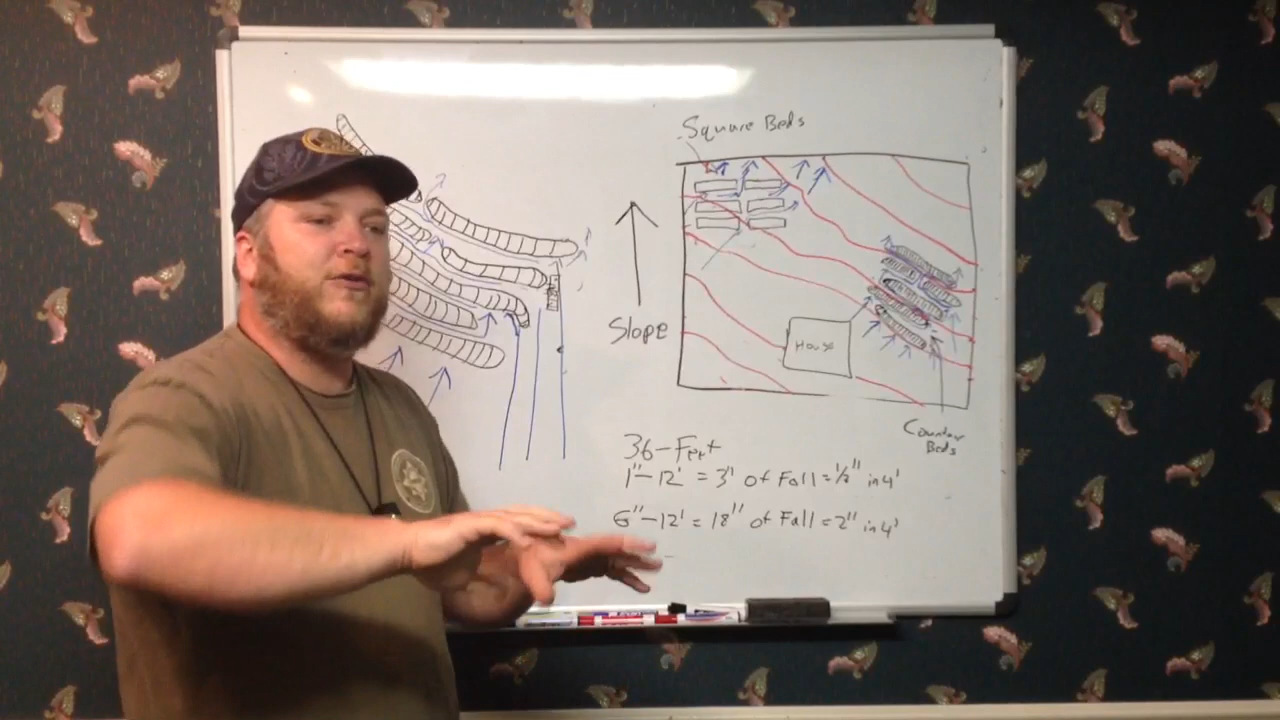 Square Beds
Slope
House
Counter
Beds
36-Feet
1"-12' = 3" of Fall = 1/2" in 4'
6"-12' = 18" of Fall = 2" in 4'